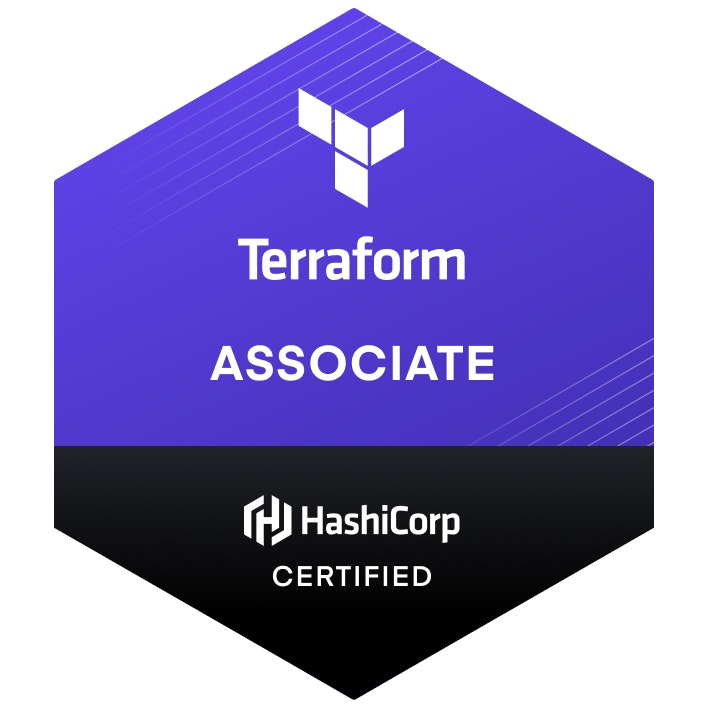 Terraform
ASSOCIATE
HashiCorp
CERTIFIED